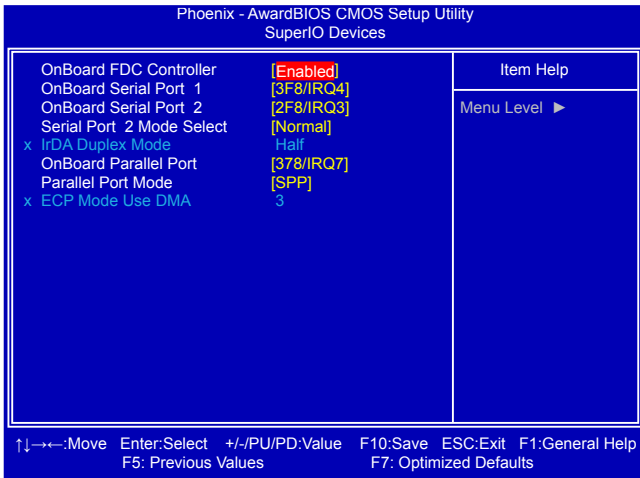 Phoenix - AwardBIOS CMOS Setup Utility
SuperIO Devices
OnBoard FDC Controller [Enabled]
OnBoard Serial Port 1 [3F8/IRQ4]
OnBoard Serial Port 2 [2F8/IRQ3]
Serial Port 2 Mode Select [Normal]
x IrDA Duplex Mode Half
OnBoard Parallel Port [378/IRQ7]
Parallel Port Mode [SPP]
x ECP Mode Use DMA 3
Item Help
Menu Level ►
↑↓→←:Move Enter:Select +/-/PU/PD:Value F10:Save ESC:Exit F1:General Help
F5: Previous Values F7: Optimized Defaults